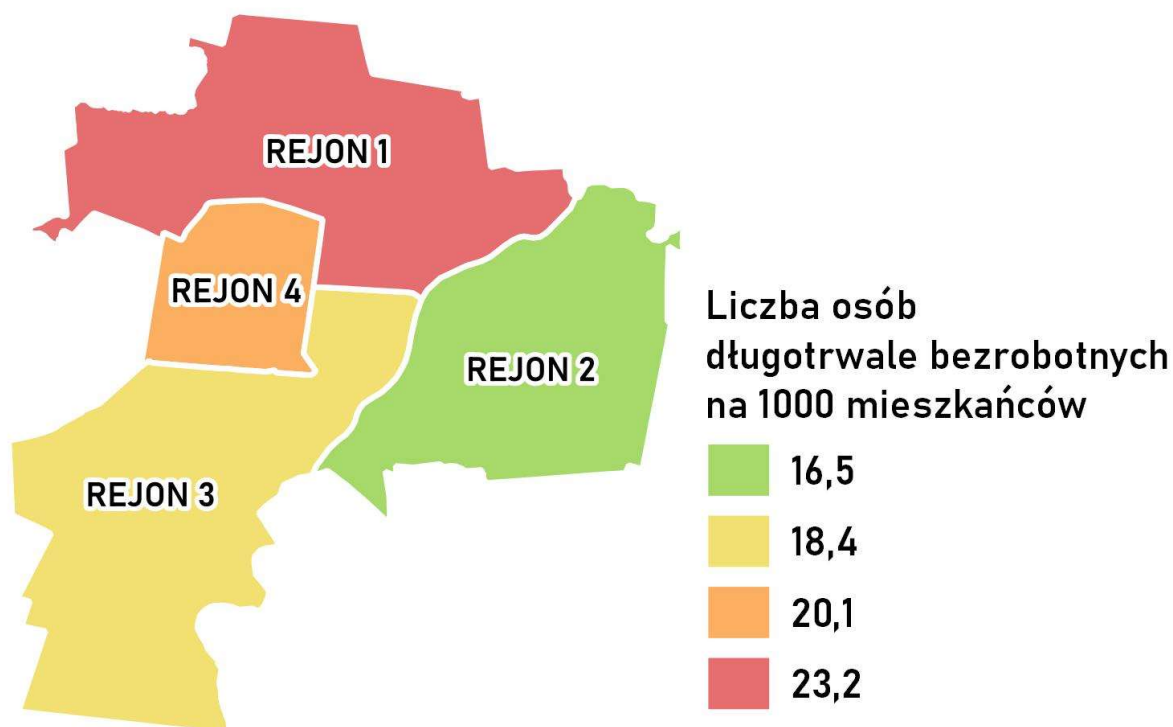 REJON 1
REJON 4
REJON 2
REJON 3
Liczba osób
długotrwale bezrobotnych
na 1000 mieszkańców
16,5
18,4
20,1
23,2